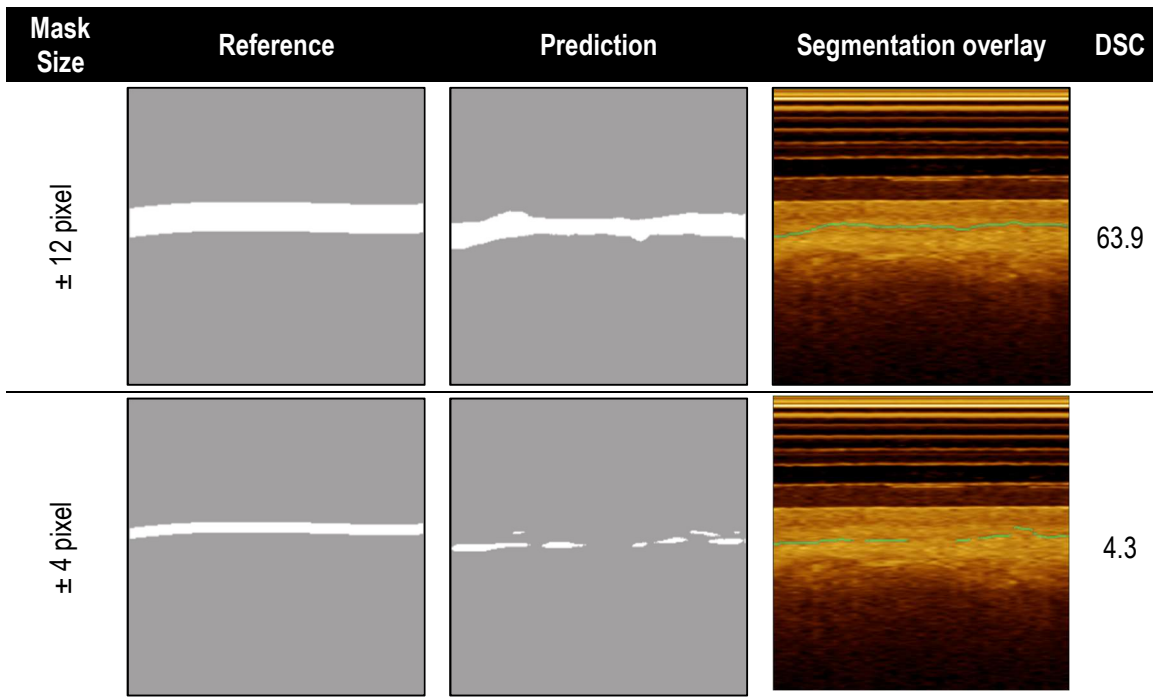 Mask Size
Reference
Prediction
Segmentation overlay
DSC
± 12 pixel
63.9
± 4 pixel
4.3